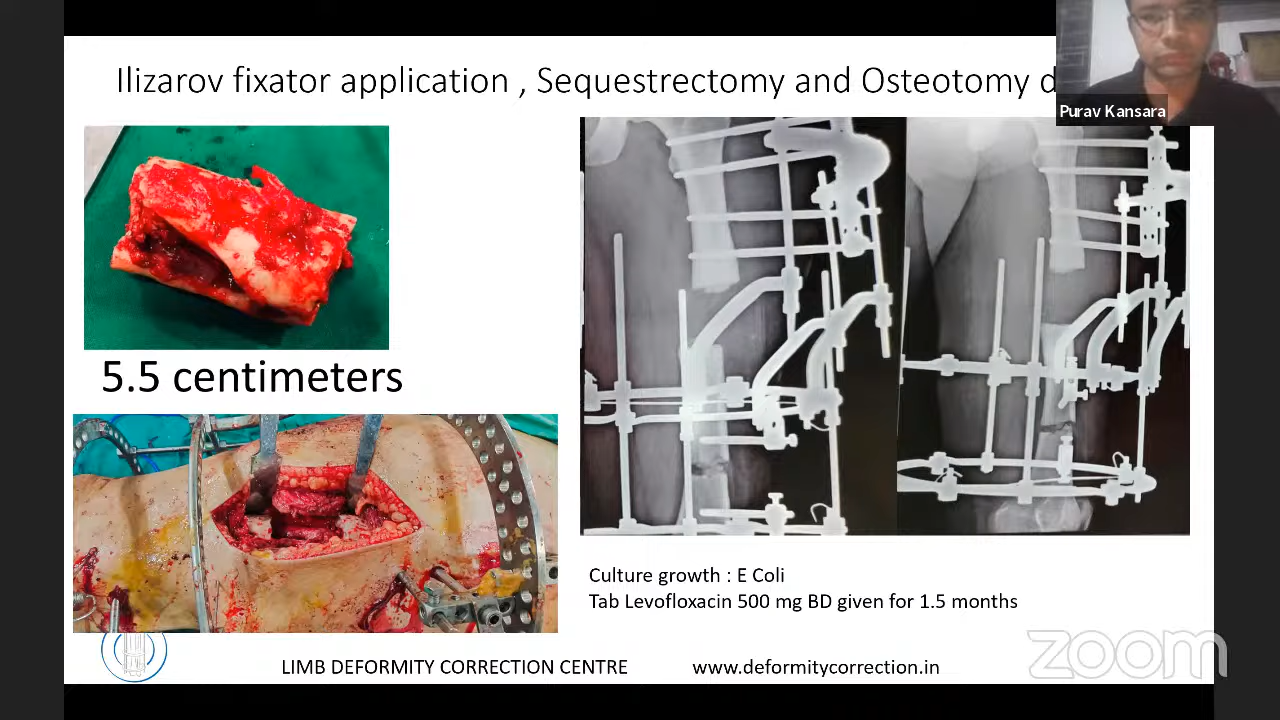 Ilizarov fixator application , Sequestrectomy and Osteotomy d
Purav Kansara
5.5 centimeters
Culture growth : E Coli
Tab Levofloxacin 500 mg BD given for 1.5 months
LIMB DEFORMITY CORRECTION CENTRE
www.deformitycorrection.in
zoom